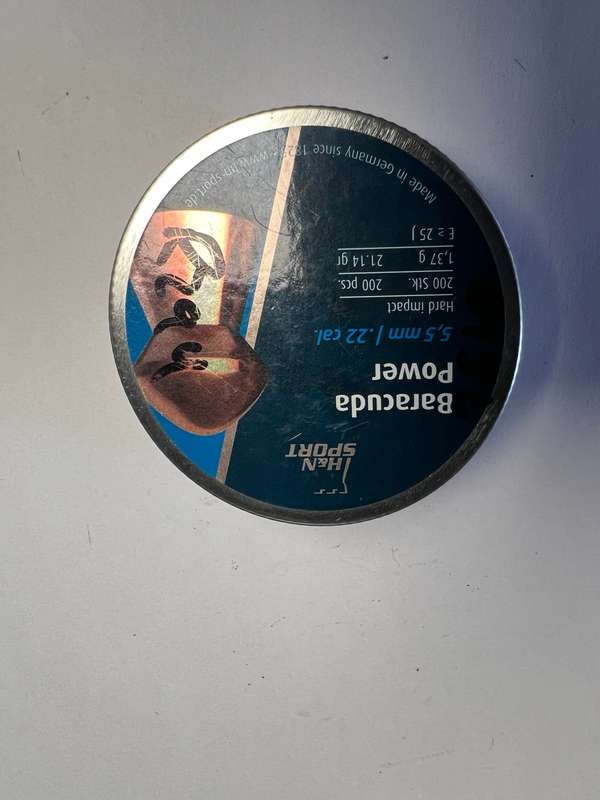 H&N
SPORT
Baracuda
Power
5,5 mm / .22 cal.
Hard impact
200 Stk. 200 pcs.
1,37 g 21.14 gr
E ≥ 25 J
Made in Germany since 1825 • www.hn-sport.de